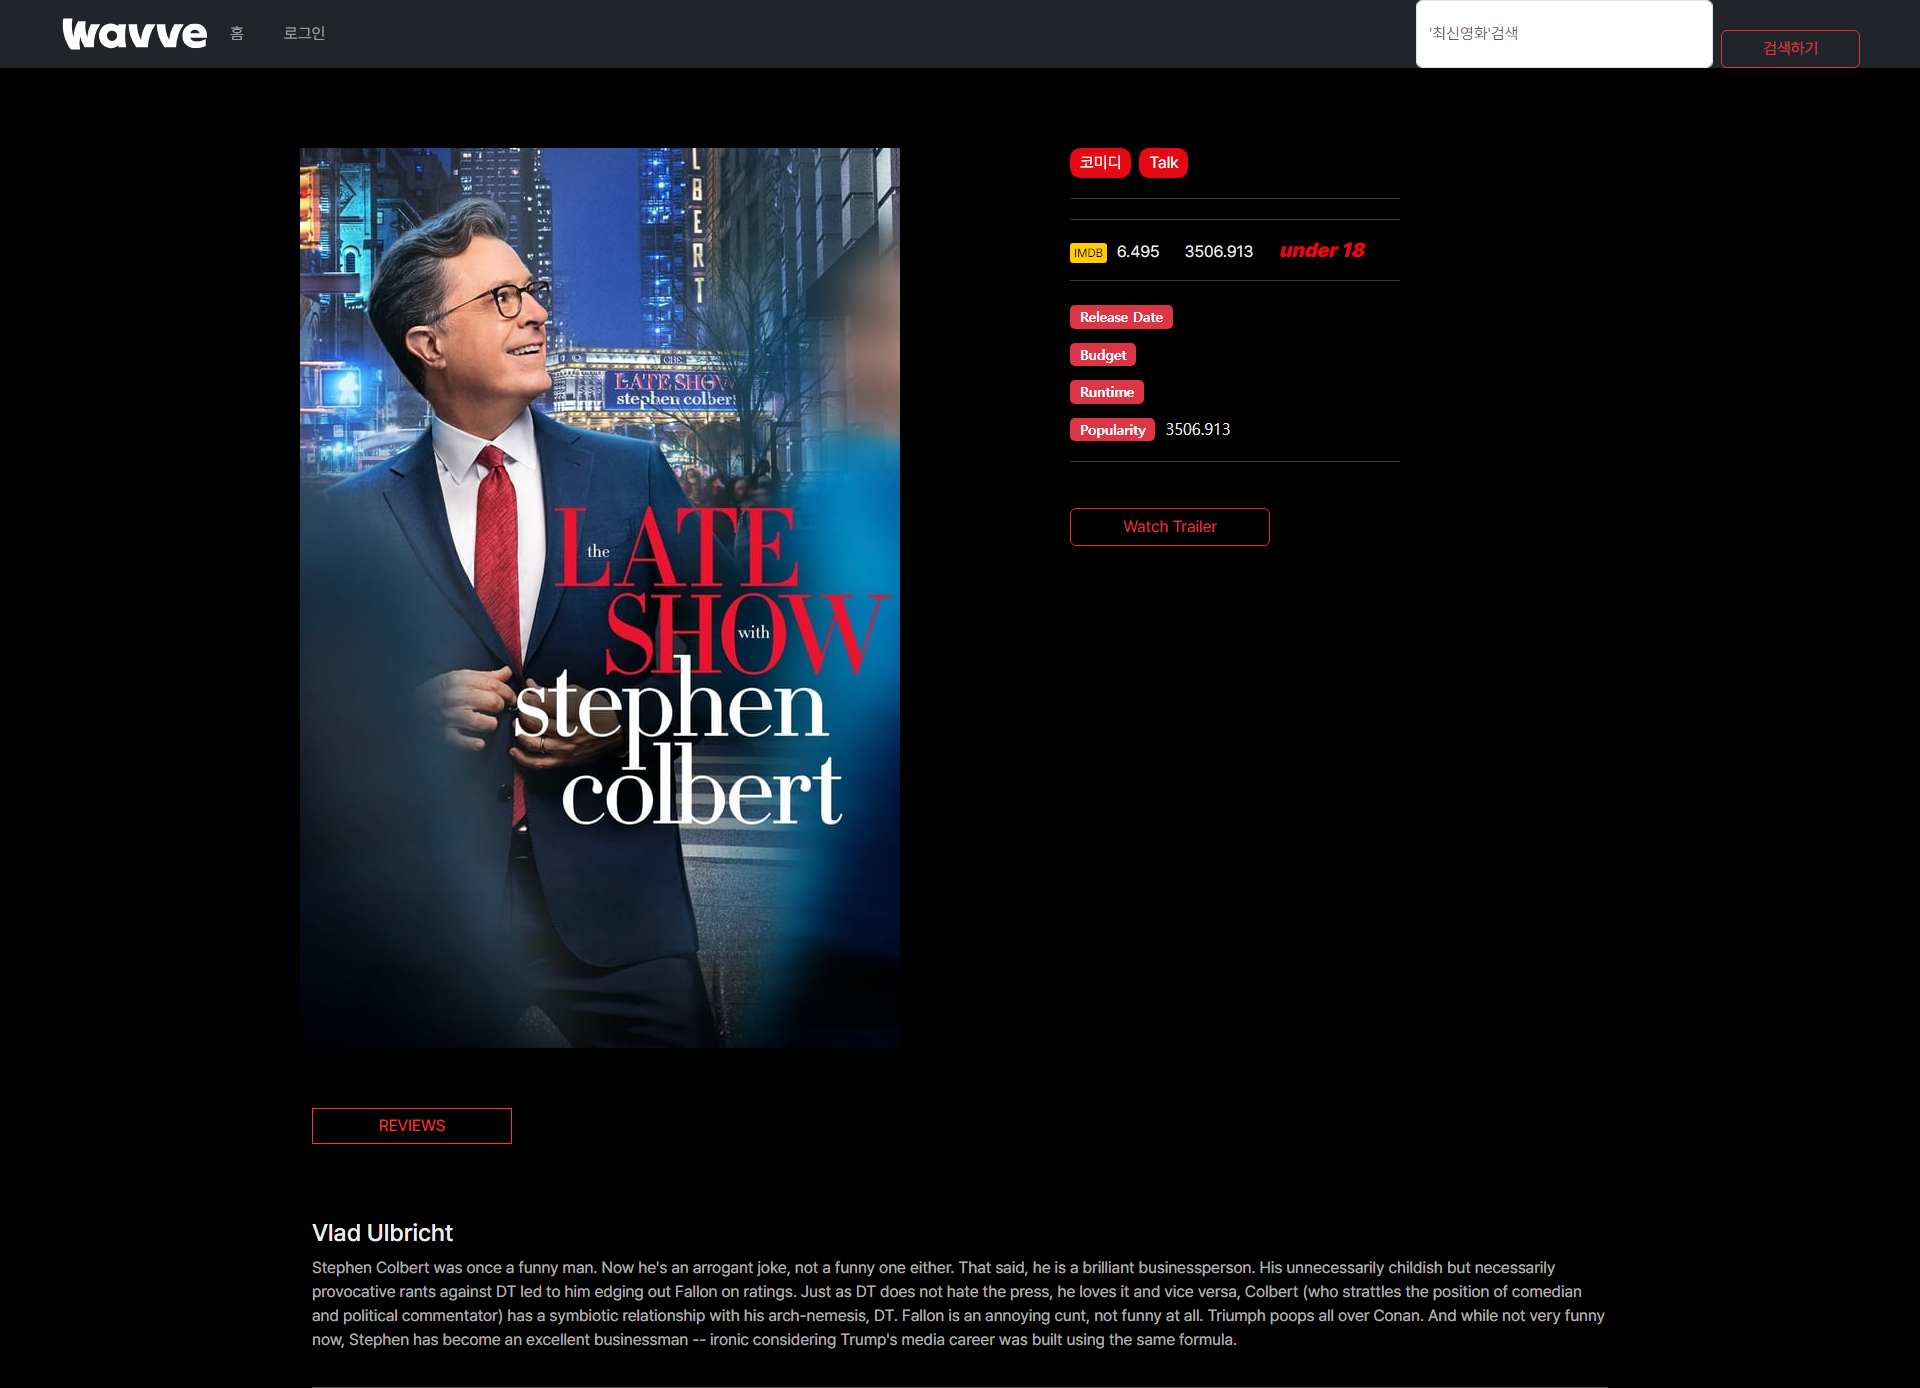 wavve 홈 로그인 '최신영화'검색 검색하기
코미디 Talk
IMDB 6.495 3506.913 under 18
Release Date
Budget
Runtime
Popularity 3506.913
Watch Trailer
LBERT
CBS
LATE SHOW
stephen colbert
the LATE
SHOW
with
stephen
colbert
REVIEWS
Vlad Ulbricht
Stephen Colbert was once a funny man. Now he's an arrogant joke, not a funny one either. That said, he is a brilliant businessperson. His unnecessarily childish but necessarily
provocative rants against DT led to him edging out Fallon on ratings. Just as DT does not hate the press, he loves it and vice versa, Colbert (who strattles the position of comedian
and political commentator) has a symbiotic relationship with his arch-nemesis, DT. Fallon is an annoying cunt, not funny at all. Triumph poops all over Conan. And while not very funny
now, Stephen has become an excellent businessman -- ironic considering Trump's media career was built using the same formula.